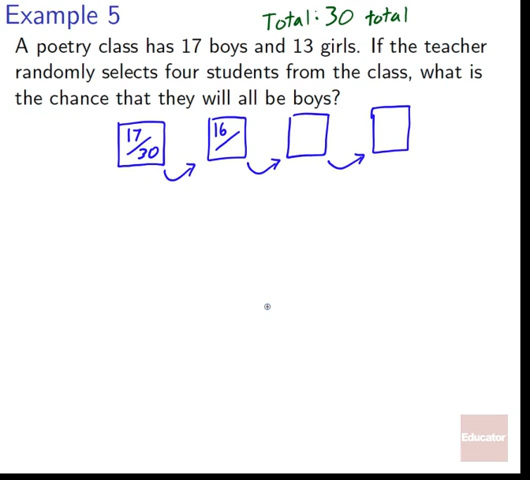 Example 5
Total: 30 total
A poetry class has 17 boys and 13 girls. If the teacher
randomly selects four students from the class, what is
the chance that they will all be boys?
17/30 16/
Educator